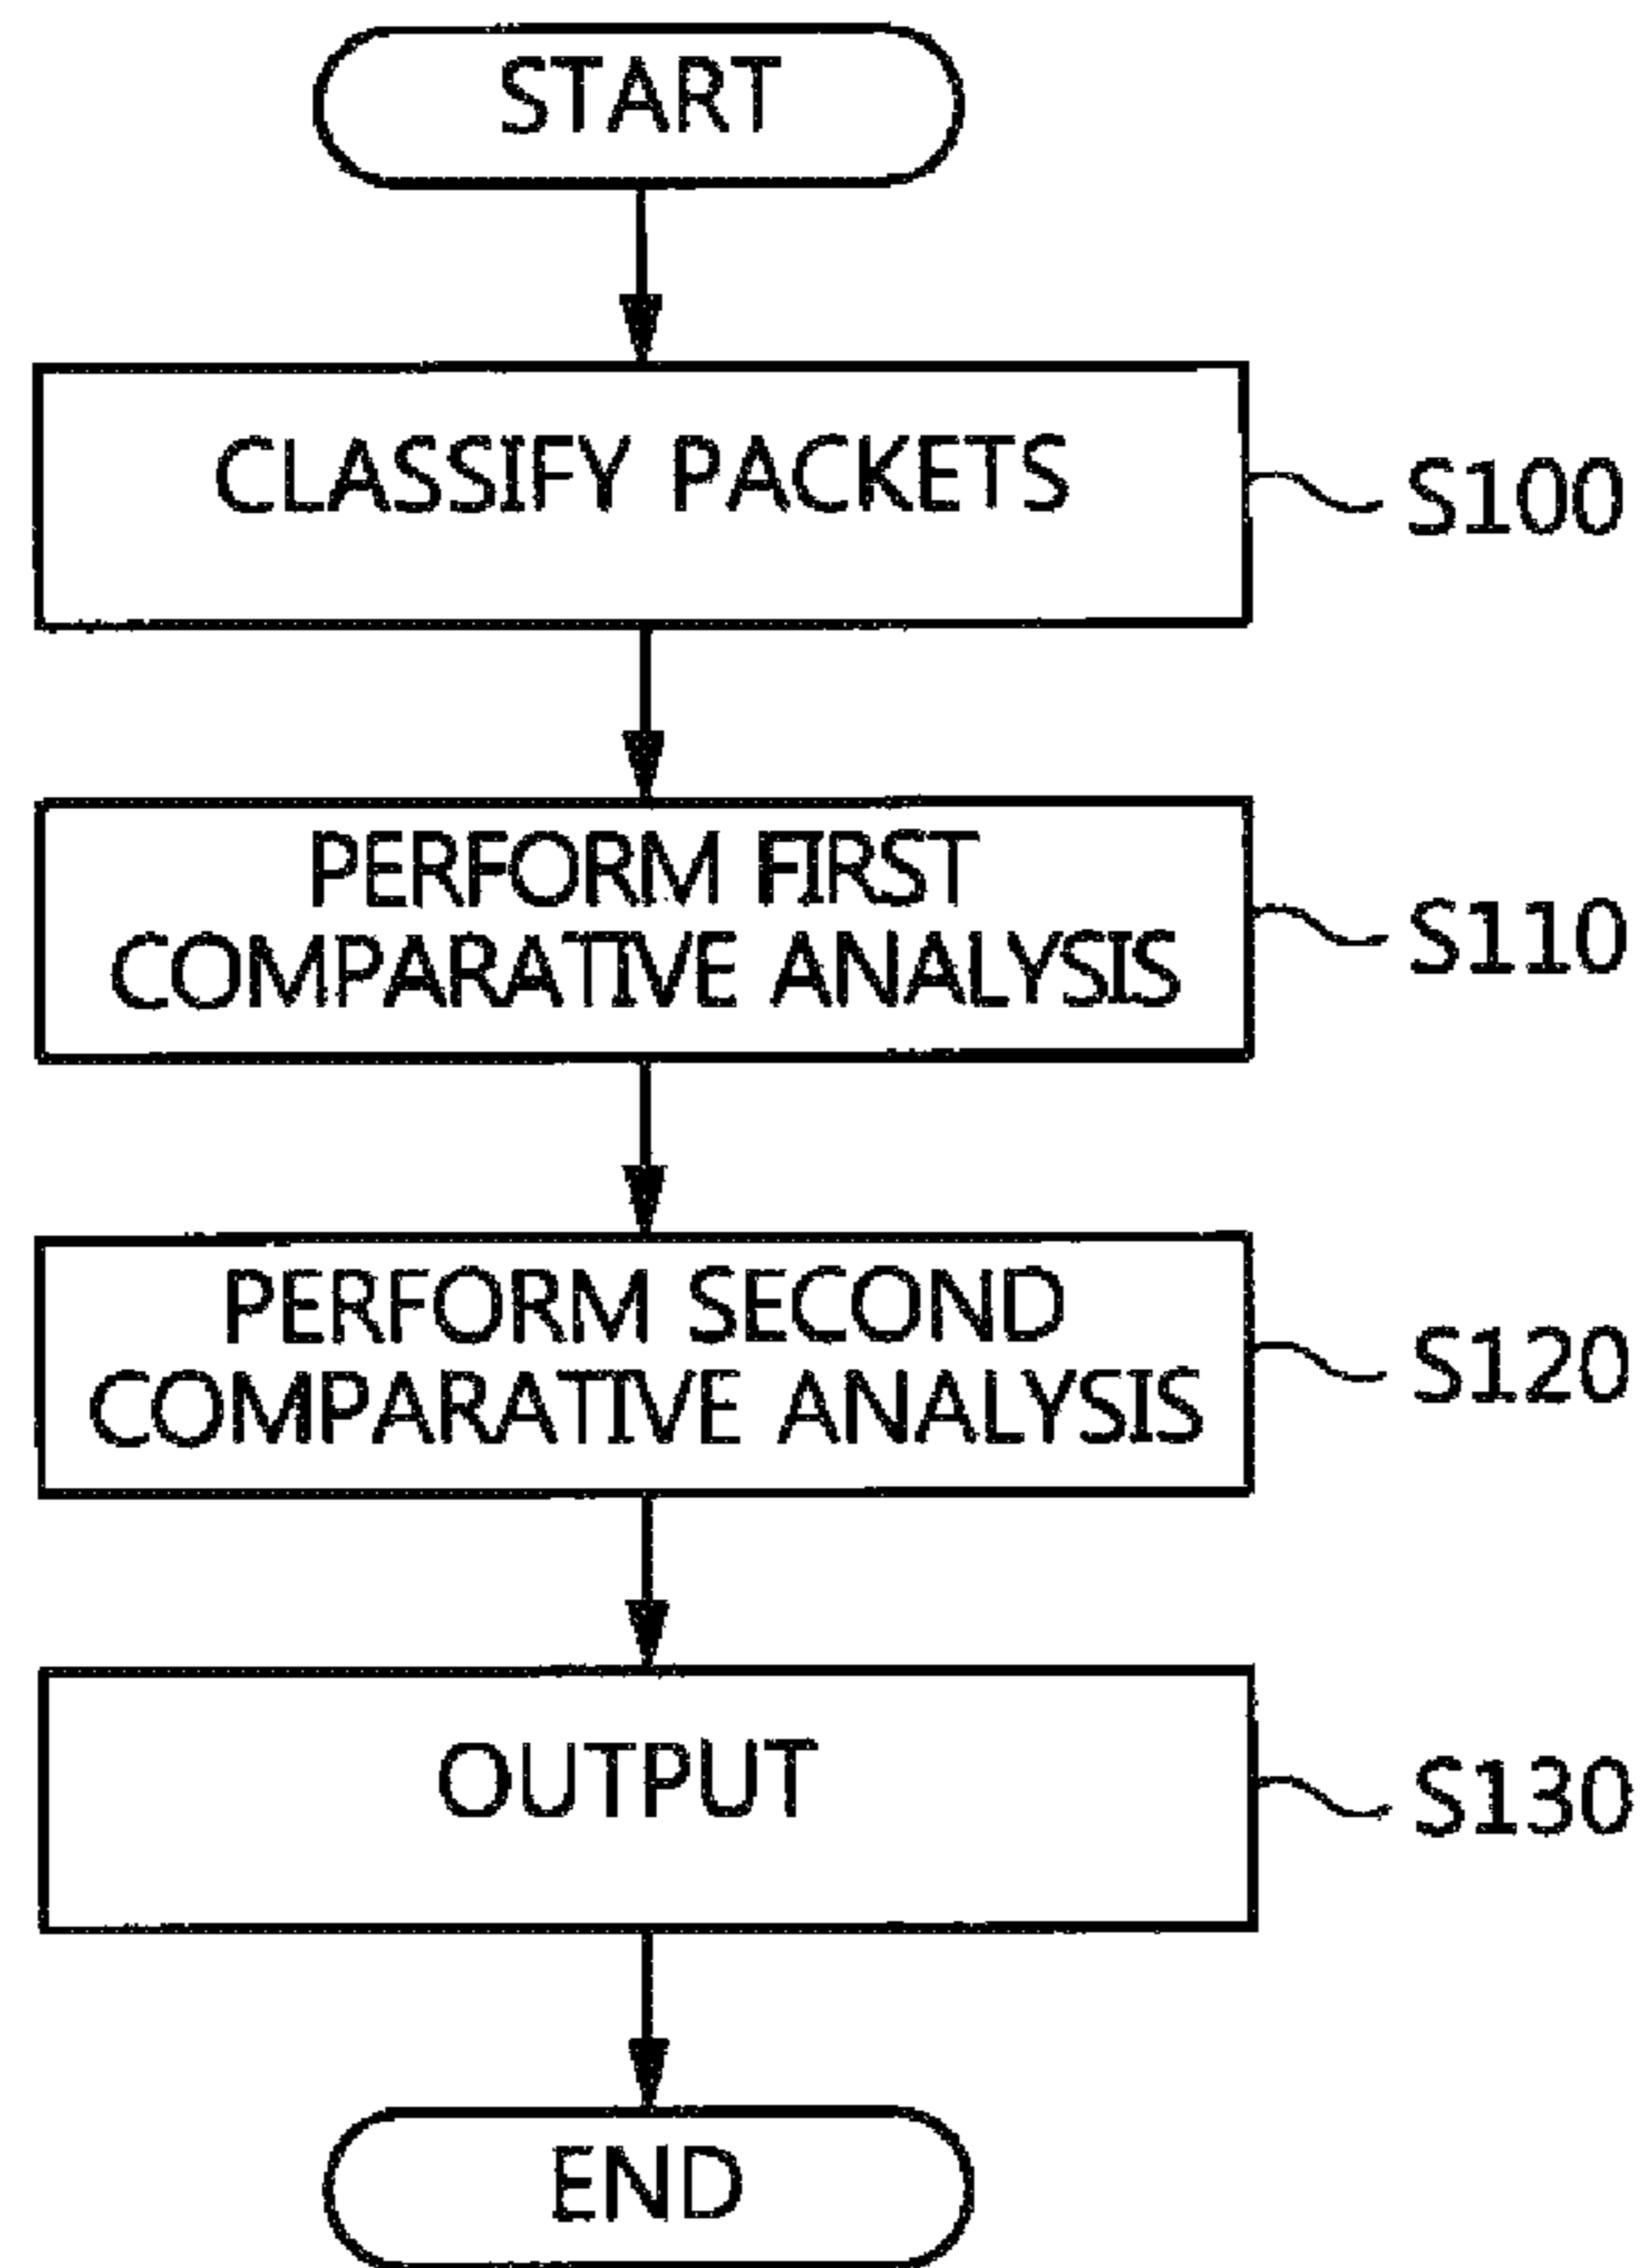 START
CLASSIFY PACKETS
S100
PERFORM FIRST
COMPARATIVE ANALYSIS
S110
PERFORM SECOND
COMPARATIVE ANALYSIS
S120
OUTPUT
S130
END